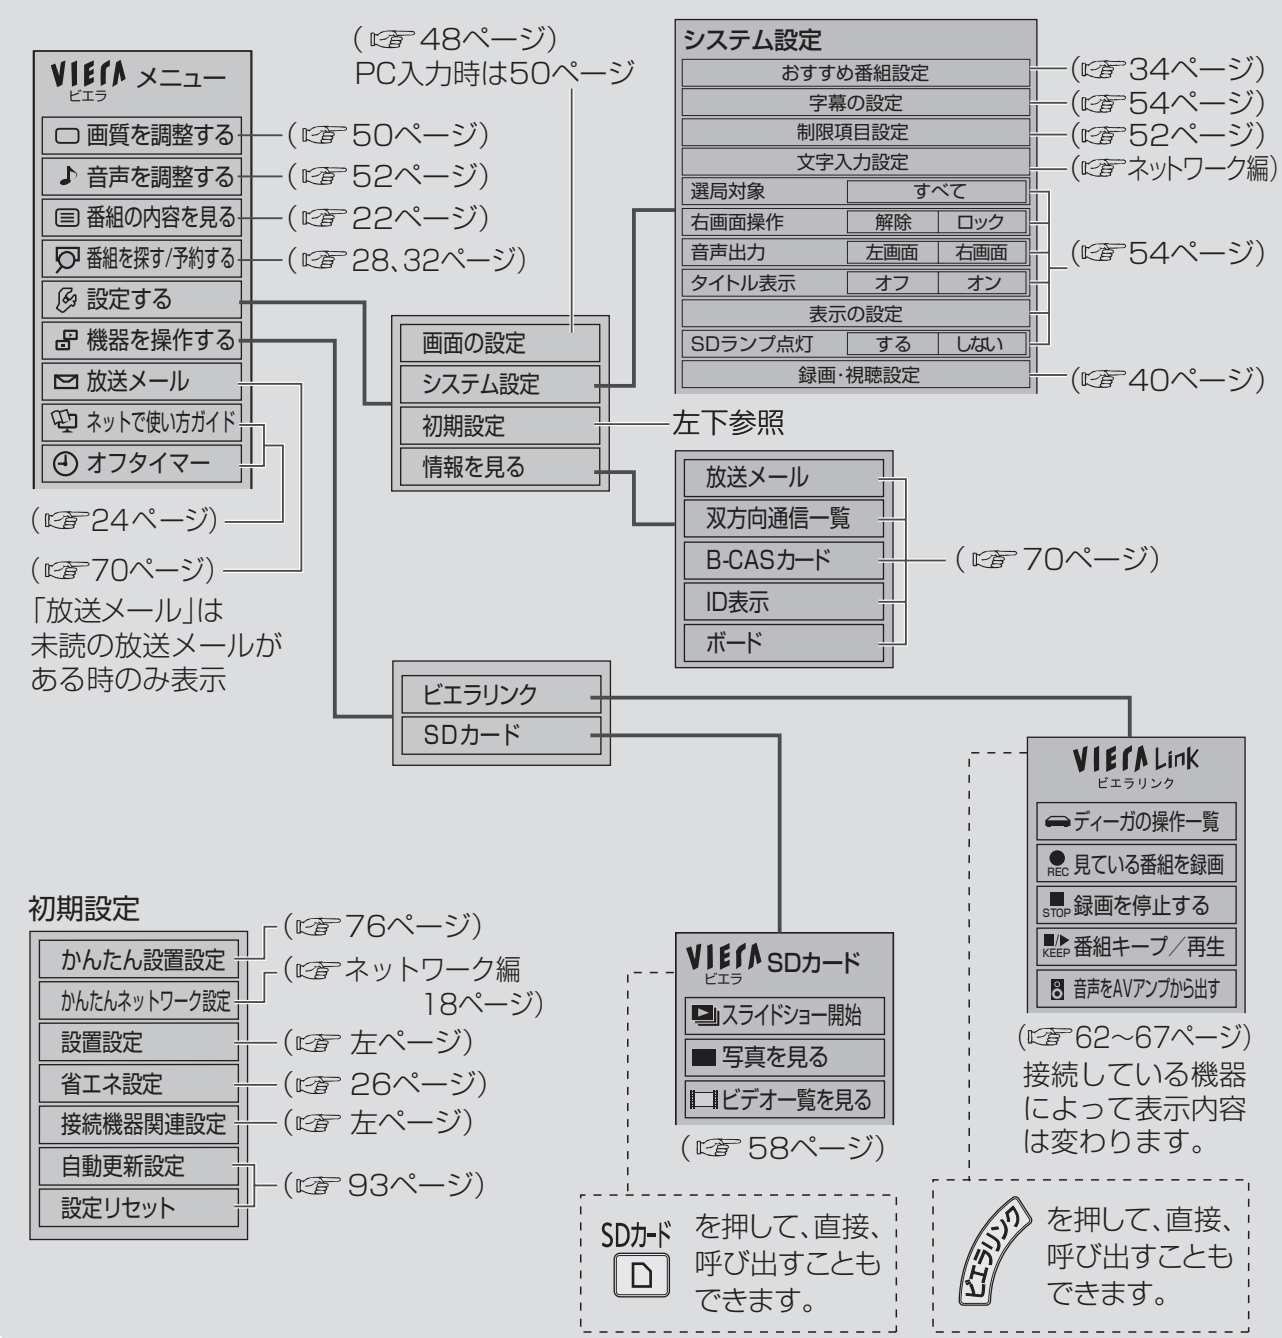 VIERA メニュー
ビエラ
画質を調整する
(☞50ページ)
音声を調整する
(☞52ページ)
番組の内容を見る
(☞22ページ)
番組を探す/予約する
(☞28、32ページ)
設定する
機器を操作する
放送メール
ネットで使い方ガイド
オフタイマー
(☞24ページ)
(☞70ページ)
「放送メール」は
未読の放送メールが
ある時のみ表示
(☞48ページ)
PC入力時は50ページ
画面の設定
システム設定
初期設定
左下参照
情報を見る
システム設定
おすすめ番組設定
(☞34ページ)
字幕の設定
(☞54ページ)
制限項目設定
(☞52ページ)
文字入力設定
(☞ネットワーク編)
選局対象 すべて
右画面操作 解除 ロック
音声出力 左画面 右画面
(☞54ページ)
タイトル表示 オフ オン
表示の設定
SDランプ点灯 する しない
録画・視聴設定
(☞40ページ)
放送メール
双方向通信一覧
B-CASカード
(☞70ページ)
ID表示
ボード
ビエラリンク
SDカード
VIERA Link
ビエラリンク
ディーガの操作一覧
REC 見ている番組を録画
STOP 録画を停止する
KEEP 番組キープ/再生
音声をAVアンプから出す
(☞62~67ページ)
接続している機器
によって表示内容
は変わります。
ビエラリンク
を押して、直接、
呼び出すことも
できます。
VIERA SDカード
ビエラ
スライドショー開始
写真を見る
ビデオ一覧を見る
(☞58ページ)
SDカード
を押して、直接、
呼び出すことも
できます。
初期設定
かんたん設置設定
(☞76ページ)
かんたんネットワーク設定
(☞ネットワーク編
18ページ)
設置設定
(☞左ページ)
省エネ設定
(☞26ページ)
接続機器関連設定
(☞左ページ)
自動更新設定
(☞93ページ)
設定リセット